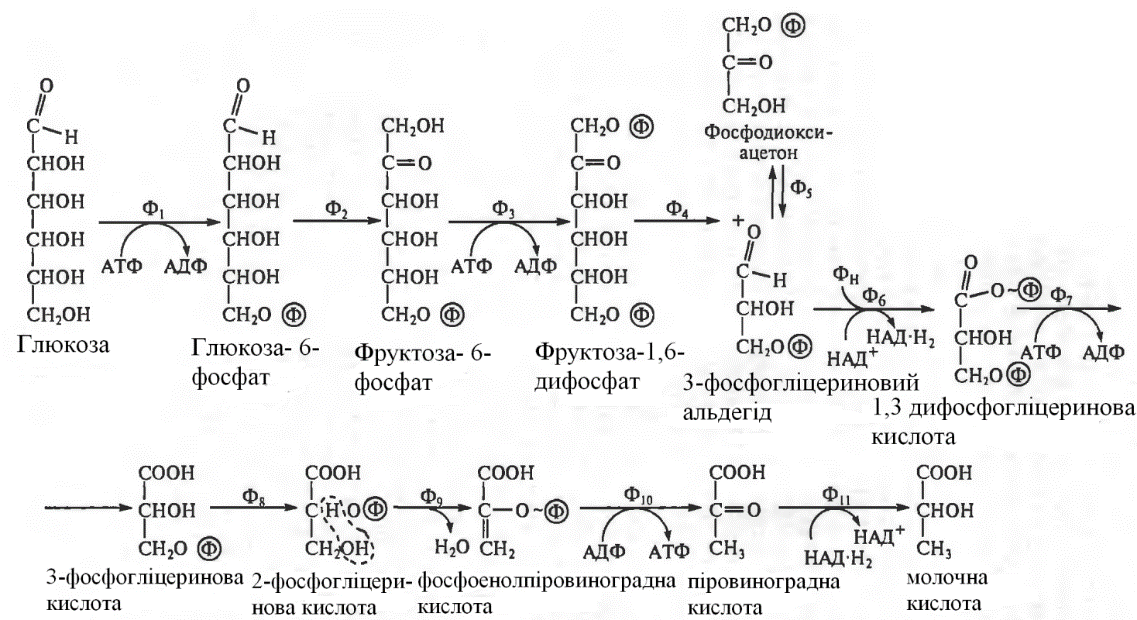 CH₂O Ⓕ
C=O
CH₂OH
Фосфодиокси-
ацетон
O
C
H
CHOH
CHOH
CHOH
CHOH
CH₂OH
Глюкоза
Ф₁
АТФ
АДФ
O
C
H
CHOH
CHOH
CHOH
CHOH
CH₂O Ⓕ
Глюкоза- 6-
фосфат
Ф₂
CH₂OH
C=O
CHOH
CHOH
CHOH
CH₂O Ⓕ
Фруктоза- 6-
фосфат
Ф₃
АТФ
АДФ
CH₂O Ⓕ
C=O
CHOH
CHOH
CHOH
CH₂O Ⓕ
Фруктоза-1,6-
дифосфат
Ф₄
Ф₅
+
O
C
H
CHOH
CH₂O Ⓕ
3-фосфогліцериновий
альдегід
Фн
Ф₆
НАД⁺
НАД·H₂
O
C
O~Ⓕ
CHOH
CH₂O Ⓕ
1,3 дифосфогліцеринова
кислота
Ф₇
АТФ
АДФ
COOH
CHOH
CH₂O Ⓕ
3-фосфогліцеринова
кислота
Ф₈
COOH
CHO Ⓕ
CH₂OH
2-фосфогліцери-
нова кислота
Ф₉
H₂O
COOH
C—O~Ⓕ
CH₂
фосфоенолпіровиноградна
кислота
Ф₁₀
АДФ
АТФ
COOH
C=O
CH₃
піровиноградна
кислота
Ф₁₁
НАД·H₂
НАД⁺
COOH
CHOH
CH₃
молочна
кислота